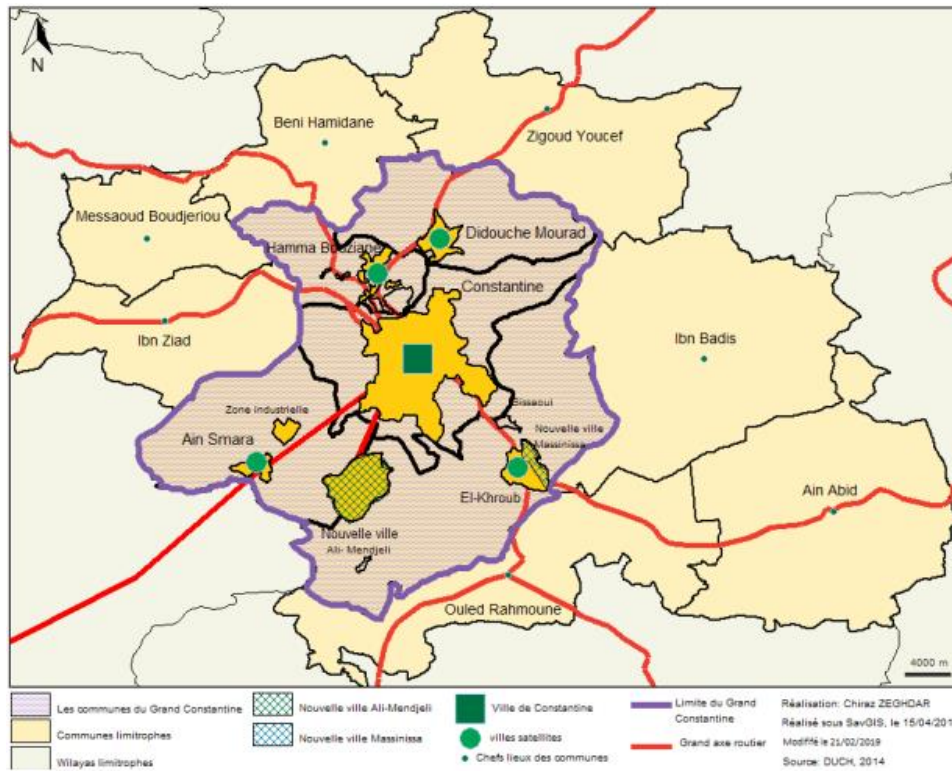 N
Beni Hamidane
Zigoud Youcef
Messaoud Boudjeriou
Hamma Bouziane
Didouche Mourad
Constantine
Ibn Ziad
Ibn Badis
Zone industrielle
Ain Smara
Nouvelle ville
Massinissa
El-Khroub
Ain Abid
Nouvelle ville
Ali- Mendjeli
Ouled Rahmoune
4000 m
Les communes du Grand Constantine
Communes limitrophes
Wilayas limitrophes
Nouvelle ville Ali-Mendjeli
Nouvelle ville Massinissa
Ville de Constantine
villes satellites
Chefs lieux des communes
Limite du Grand
Constantine
Grand axe routier
Réalisation: Chiraz ZEGHDAR
Réalisé sous SavGIS, le
Modifié le 21/02/2019
Source: DUCH, 2014